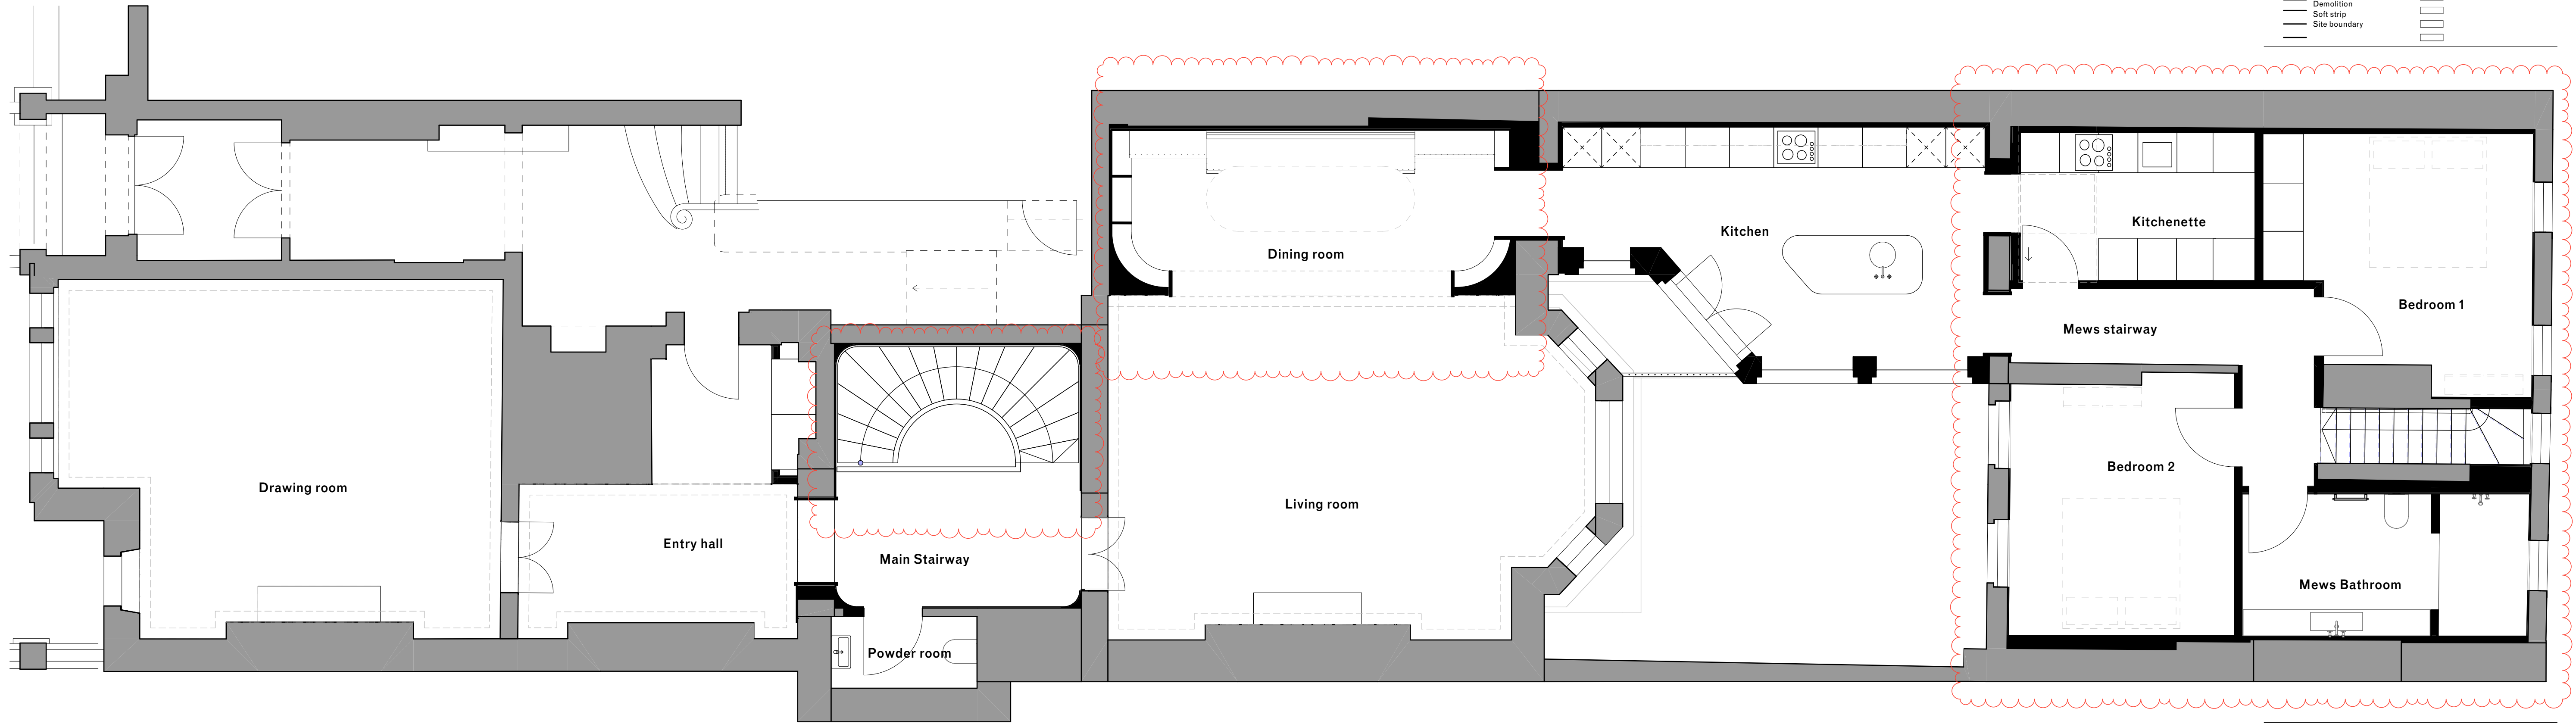 Demolition
Soft strip
Site boundary
Kitchenette
Kitchen
Dining room
Bedroom 1
Mews stairway
Bedroom 2
Drawing room
Living room
Entry hall
Main Stairway
Mews Bathroom
Powder room